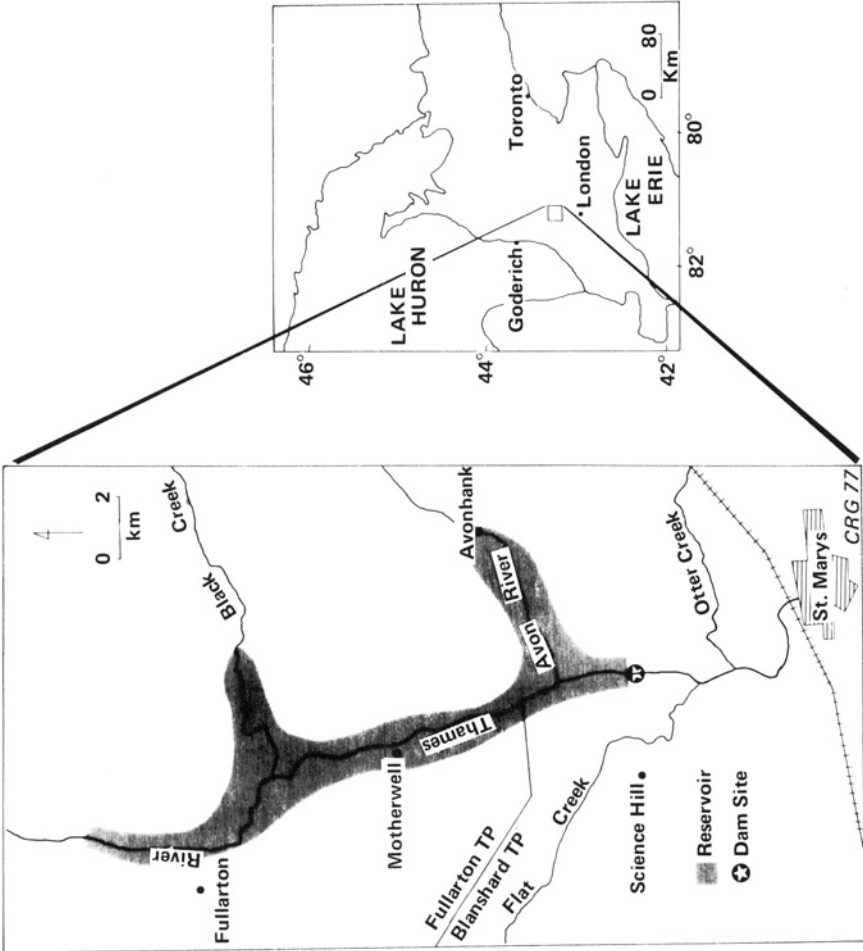 Black
Creek
0 2
km
River
Fullarton
Motherwell
Thames
Avonhank
River
Avon
Fullarton TP
Blanshard TP
Flat
Creek
Science Hill
Otter Creek
St. Marys
Reservoir
Dam Site
CRG 77
46°
44°
42°
LAKE
HURON
Goderich
Toronto
London
LAKE
ERIE
82°
80°
0 80
Km